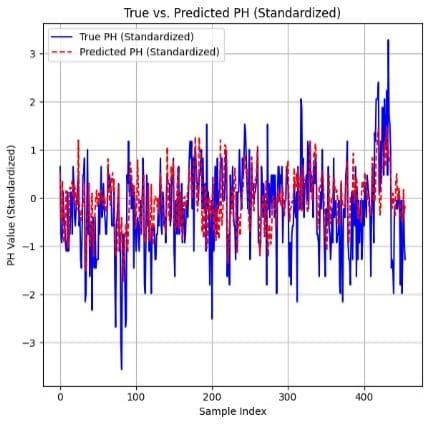 True vs. Predicted PH (Standardized)
True PH (Standardized)
Predicted PH (Standardized)
3
2
1
0
−1
−2
−3
PH Value (Standardized)
0
100
200
300
400
Sample Index